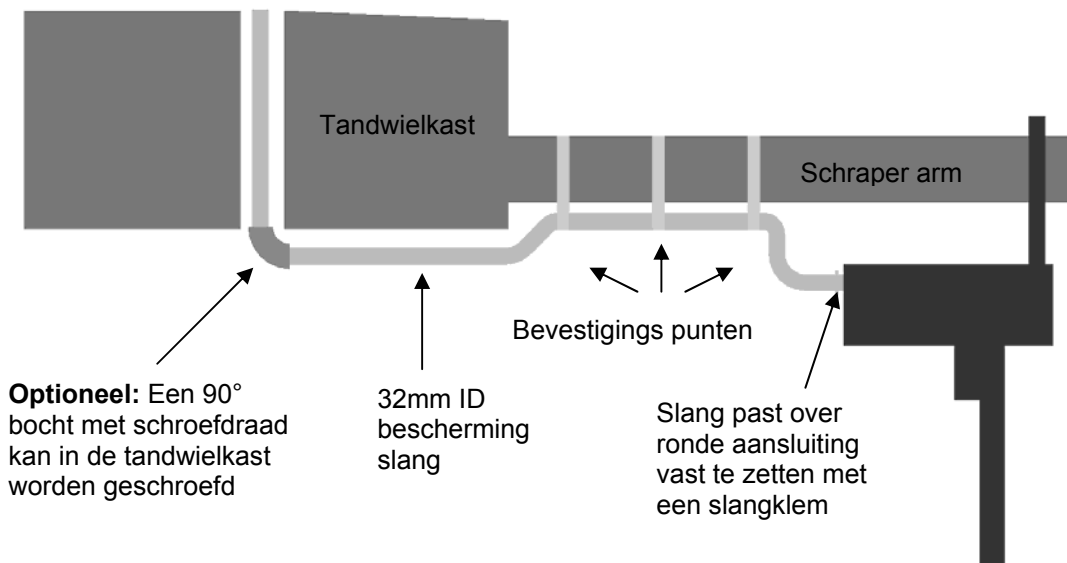 Tandwielkast
Schraper arm
Bevestigings punten
Optioneel: Een 90°
bocht met schroefdraad
kan in de tandwielkast
worden geschroefd
32mm ID
bescherming
slang
Slang past over
ronde aansluiting
vast te zetten met
een slangklem